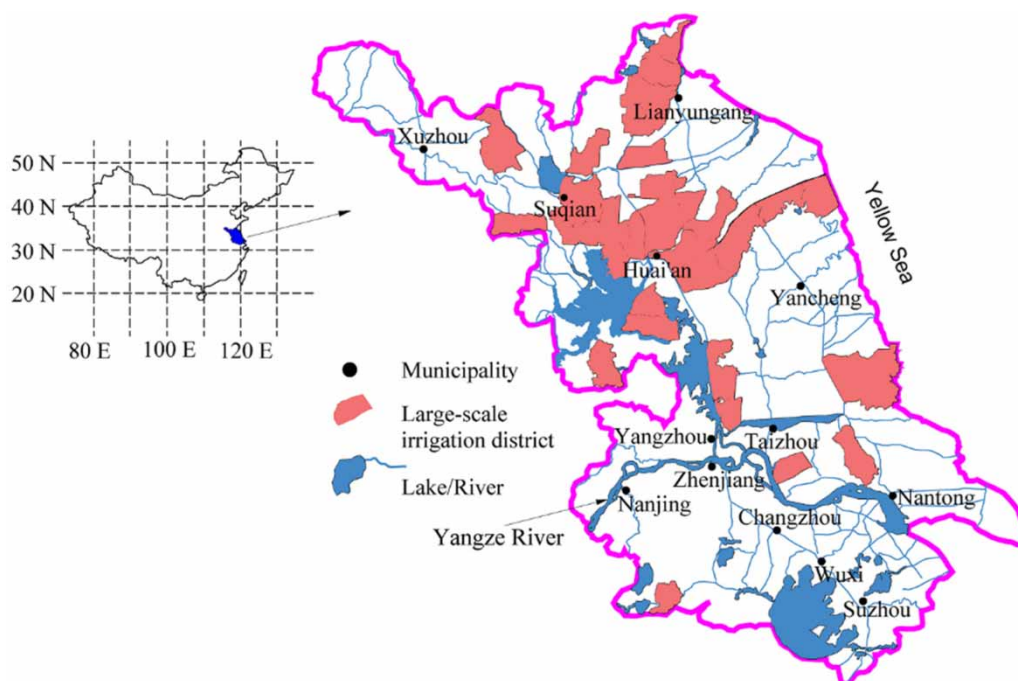 Lianyungang
Xuzhou
50 N
40 N
30 N
20 N
80 E
100 E
120 E
Suqian
Yellow Sea
Huai'an
Yancheng
Municipality
Large-scale
irrigation district
Lake/River
Yangzhou
Taizhou
Zhenjiang
Nanjing
Nantong
Changzhou
Yangze River
Wuxi
Suzhou